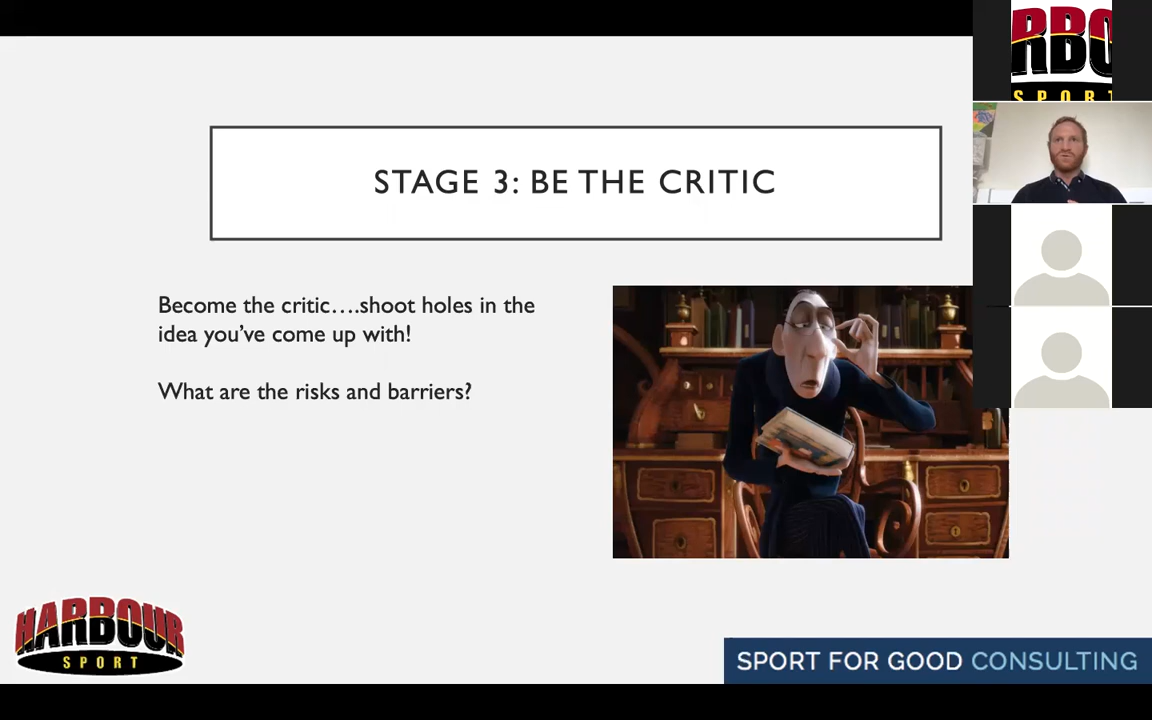 RBO
SPORT
STAGE 3: BE THE CRITIC
Become the critic….shoot holes in the
idea you’ve come up with!
What are the risks and barriers?
HARBOUR
SPORT
SPORT FOR GOOD CONSULTING